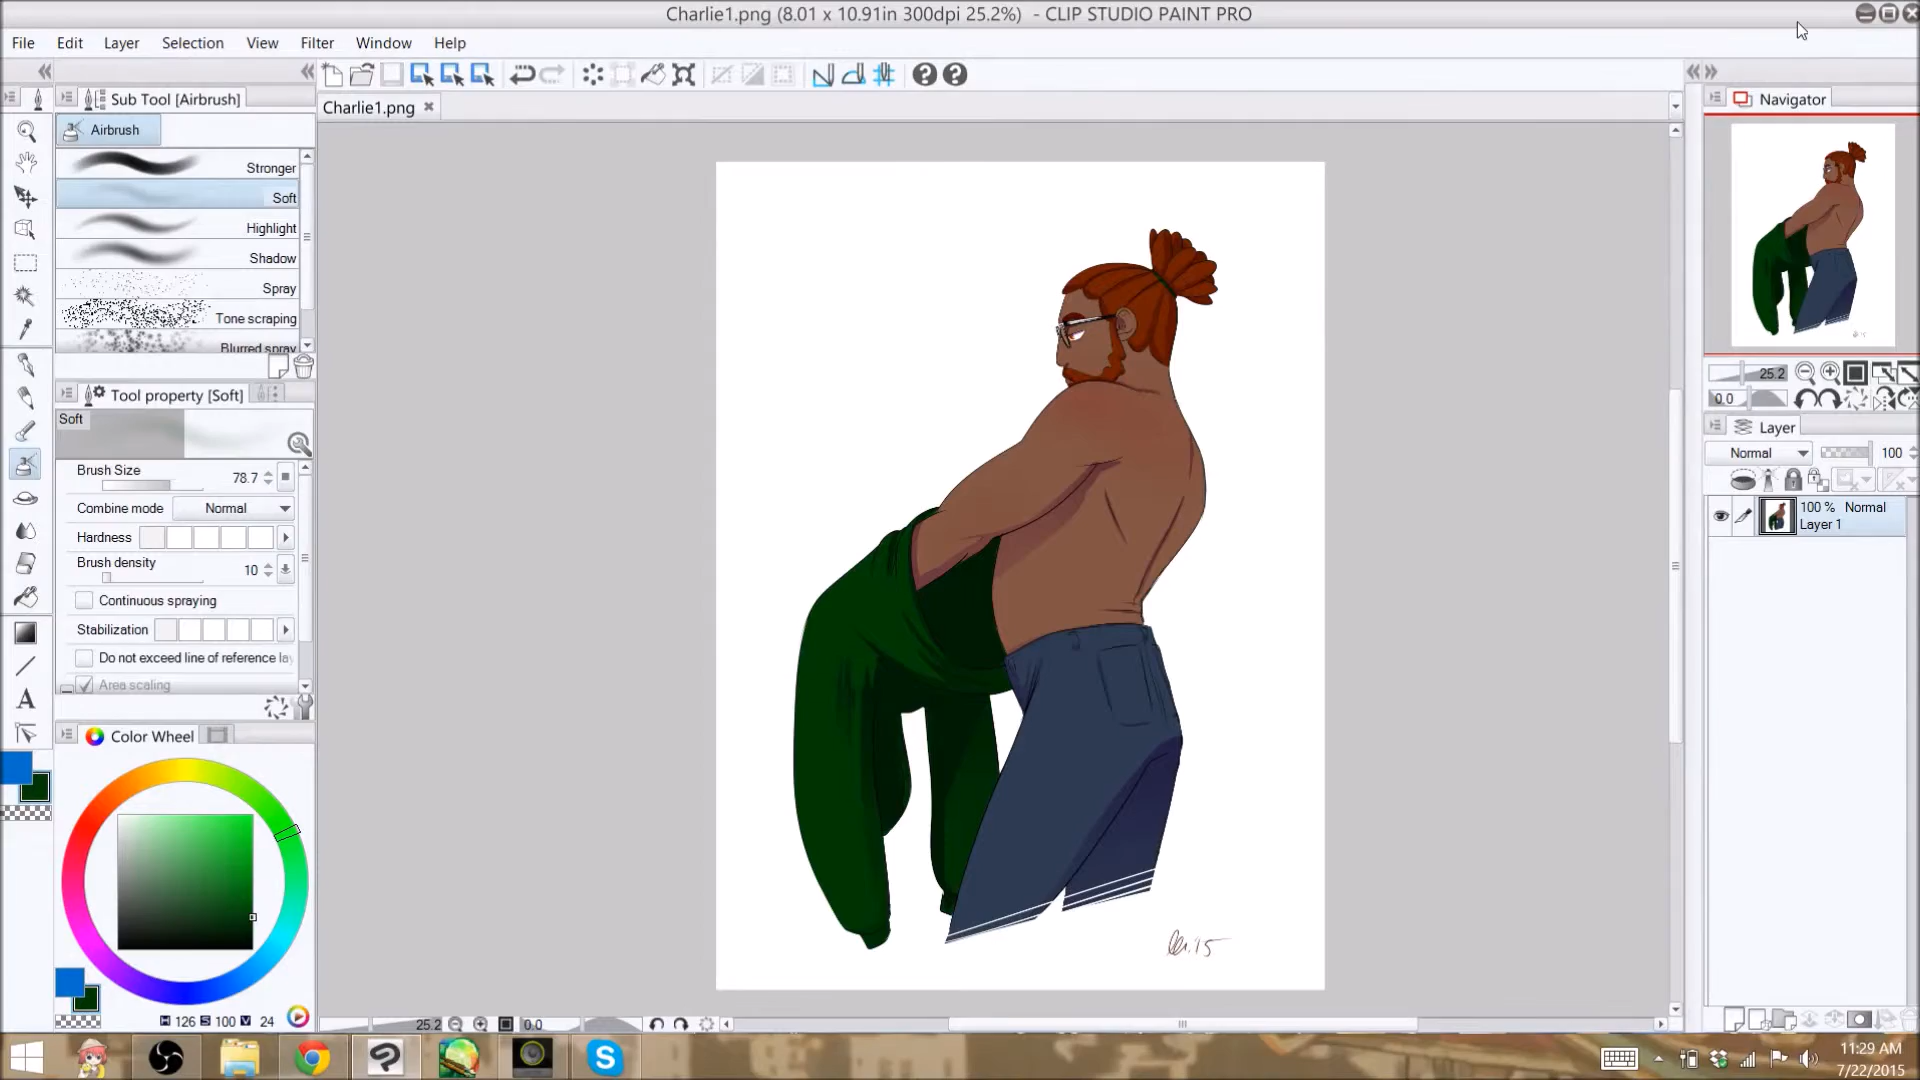 Charlie1.png (8.01 x 10.91in 300dpi 25.2%) - CLIP STUDIO PAINT PRO
File Edit Layer Selection View Filter Window Help
Sub Tool [Airbrush]
Charlie1.png
Navigator
Airbrush
Stronger
Soft
Highlight
Shadow
Spray
Tone scraping
Blurred spray
Tool property [Soft]
Soft
Brush Size 78.7
Combine mode Normal
Hardness
Brush density 10
Continuous spraying
Stabilization
Do not exceed line of reference la
Area scaling
Color Wheel
H 126 S 100 V 24
25.2
0.0
Layer
Normal 100
100 % Normal
Layer 1
'15
25.2 0.0
11:29 AM
7/22/2015